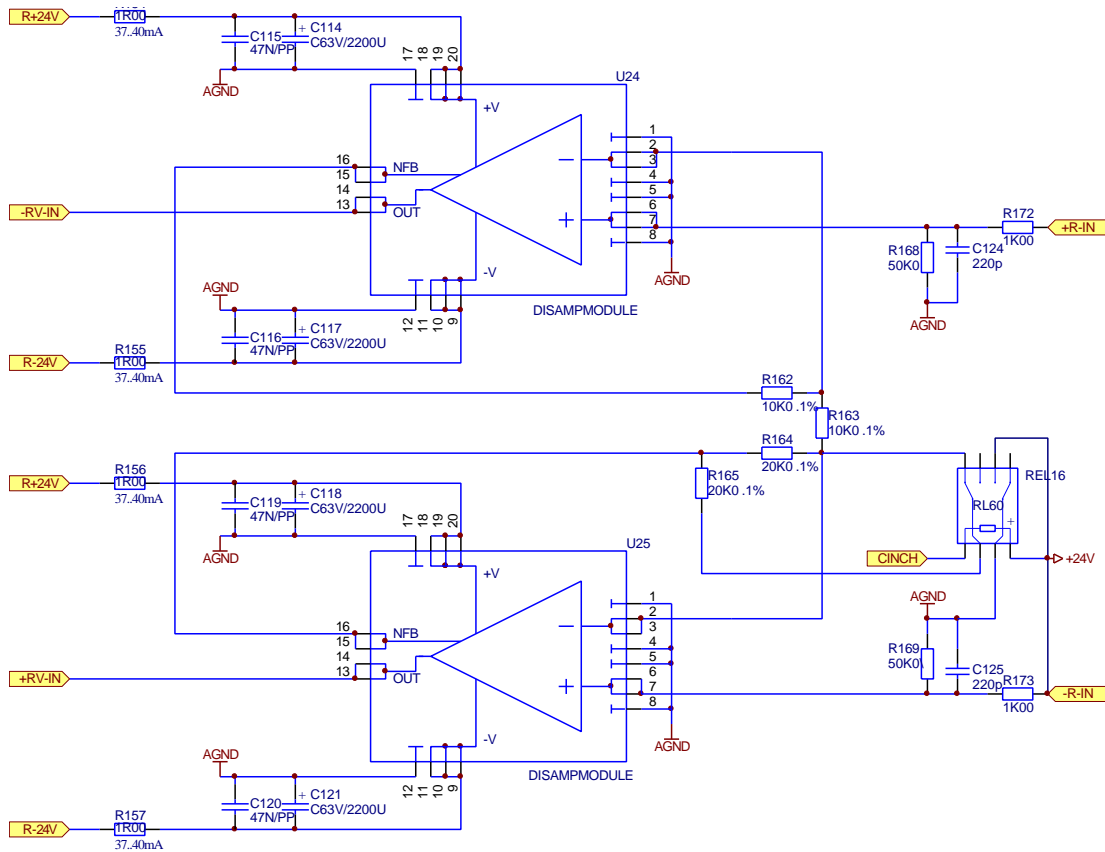 R+24V
1R00
37..40mA
C115
47N/PP
+ C114
C63V/2200U
17
18
19
20
AGND
U24
+V
1
2
3
4
5
6
7
8
16
15
14
13
NFB
OUT
-RV-IN
-V
AGND
R172
1K00
+R-IN
R168
50K0
C124
220p
AGND
AGND
DISAMPMODULE
12
11
10
9
C116
47N/PP
+ C117
C63V/2200U
R155
1R00
37..40mA
R-24V
R162
10K0 .1%
R163
10K0 .1%
R164
20K0 .1%
R165
20K0 .1%
REL16
RL60
+
CINCH
+24V
R+24V
R156
1R00
37..40mA
C119
47N/PP
+ C118
C63V/2200U
17
18
19
20
AGND
U25
+V
1
2
3
4
5
6
7
8
16
15
14
13
NFB
OUT
+RV-IN
-V
AGND
R169
50K0
C125
220p
R173
1K00
-R-IN
AGND
AGND
DISAMPMODULE
12
11
10
9
C120
47N/PP
+ C121
C63V/2200U
R157
1R00
37..40mA
R-24V